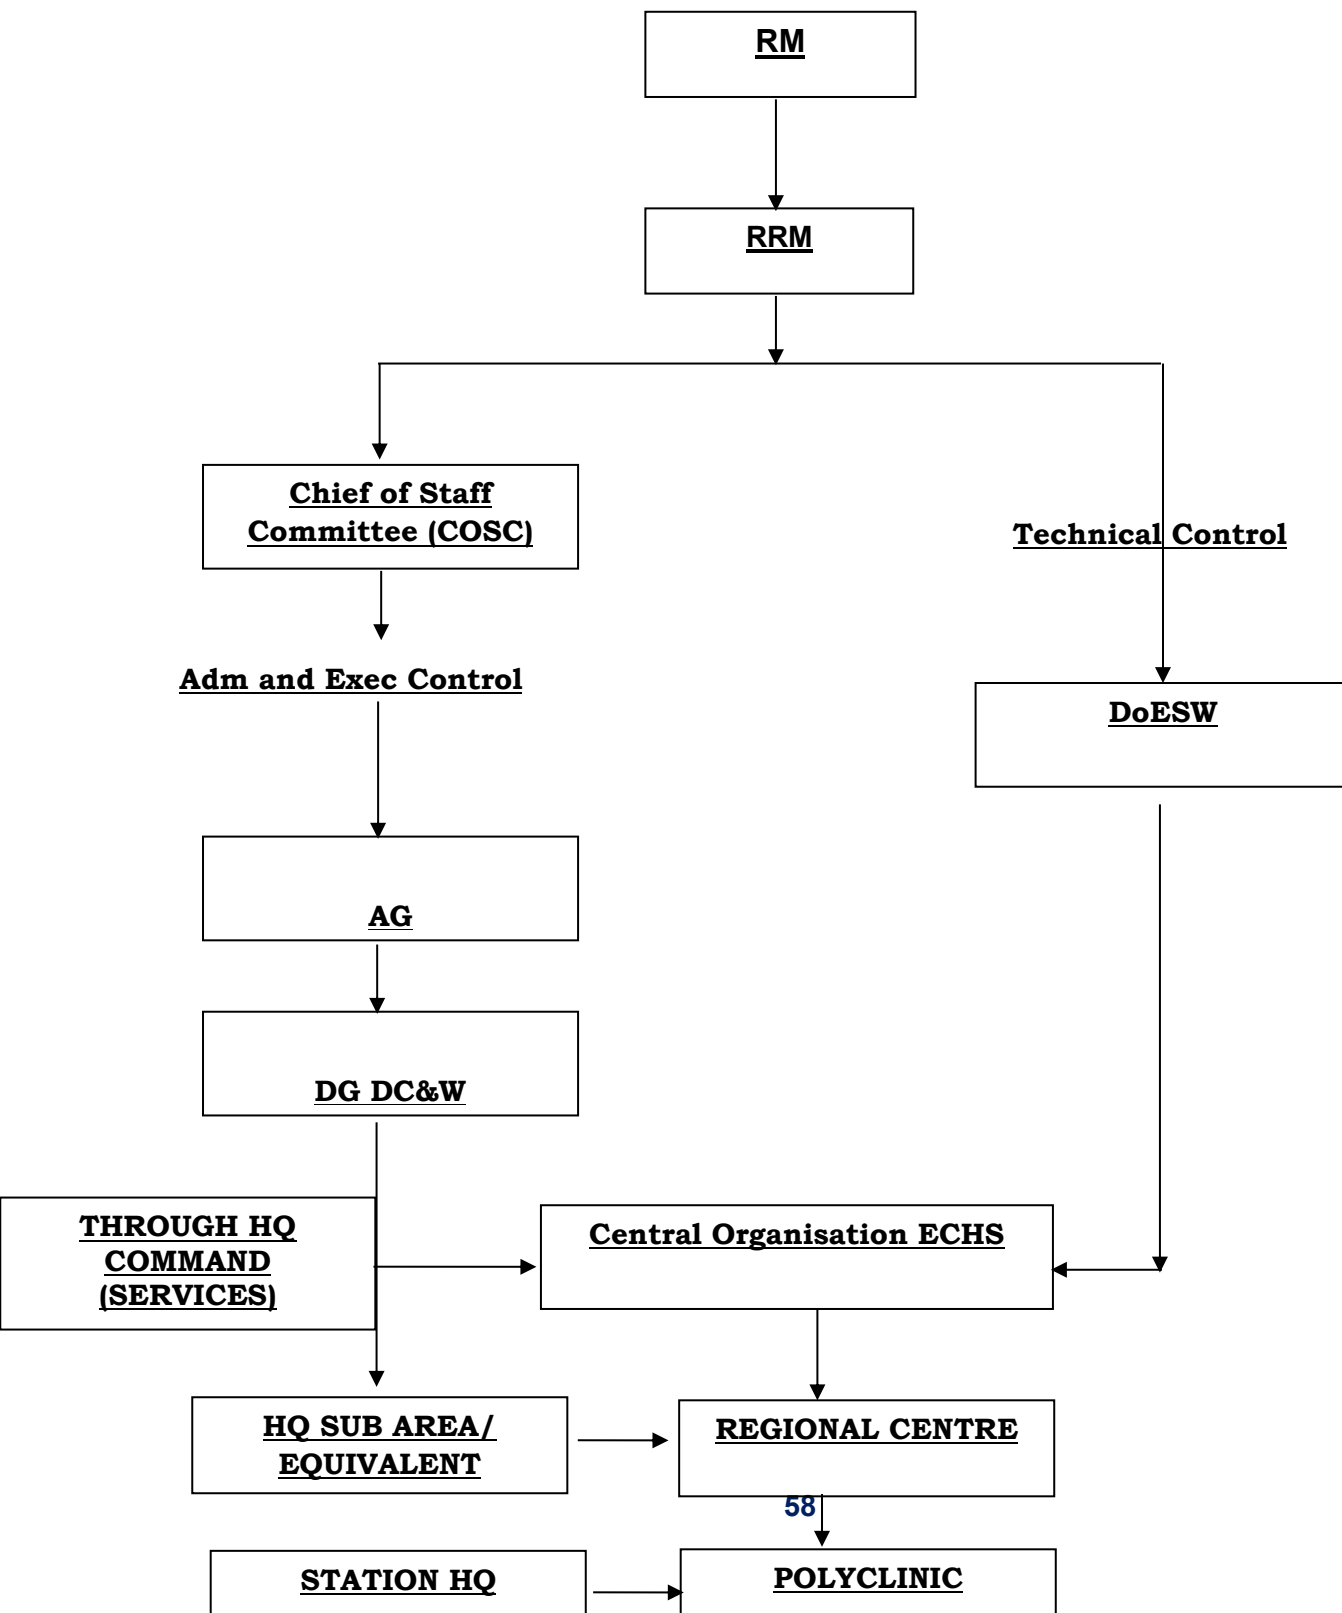 RM
RRM
Chief of Staff
Committee (COSC)
Technical Control
Adm and Exec Control
DoESW
AG
DG DC&W
THROUGH HQ
COMMAND
(SERVICES)
Central Organisation ECHS
HQ SUB AREA/
EQUIVALENT
REGIONAL CENTRE
58
STATION HQ
POLYCLINIC